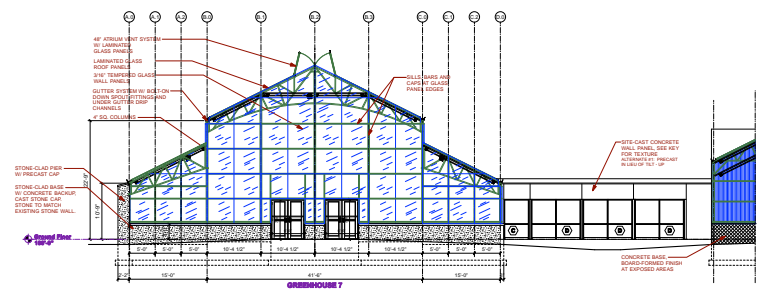 A.0 A.1 A.2 B.0 B.1 B.2 B.3 C.0 C.1 C.2 D.0
48" ATRIUM VENT SYSTEM
W/ LAMINATED
GLASS PANELS
LAMINATED GLASS
ROOF PANELS
3/16" TEMPERED GLASS
WALL PANELS
GUTTER SYSTEM W/ BOLT-ON
DOWN SPOUT FITTINGS AND
UNDER GUTTER DRIP
CHANNELS
4" SQ. COLUMNS
SILLS, BARS AND
CAPS AT GLASS
PANEL EDGES
SITE-CAST CONCRETE
WALL PANEL, SEE KEY
FOR TEXTURE
ALTERNATE #1: PRECAST
IN LIEU OF TILT - UP
STONE-CLAD PIER
W/ PRECAST CAP
STONE-CLAD BASE
W/ CONCRETE BACKUP,
CAST STONE CAP.
STONE TO MATCH
EXISTING STONE WALL.
10'-9"
Ground Floor
100'-0"
5'-0" 5'-0" 5'-0" 10'-4 1/2" 10'-4 1/2" 10'-4 1/2" 10'-4 1/2" 5'-0" 5'-0" 5'-0"
2'-2" 15'-0" 41'-6" 15'-0"
CONCRETE BASE,
BOARD-FORMED FINISH
AT EXPOSED AREAS
GREENHOUSE 7